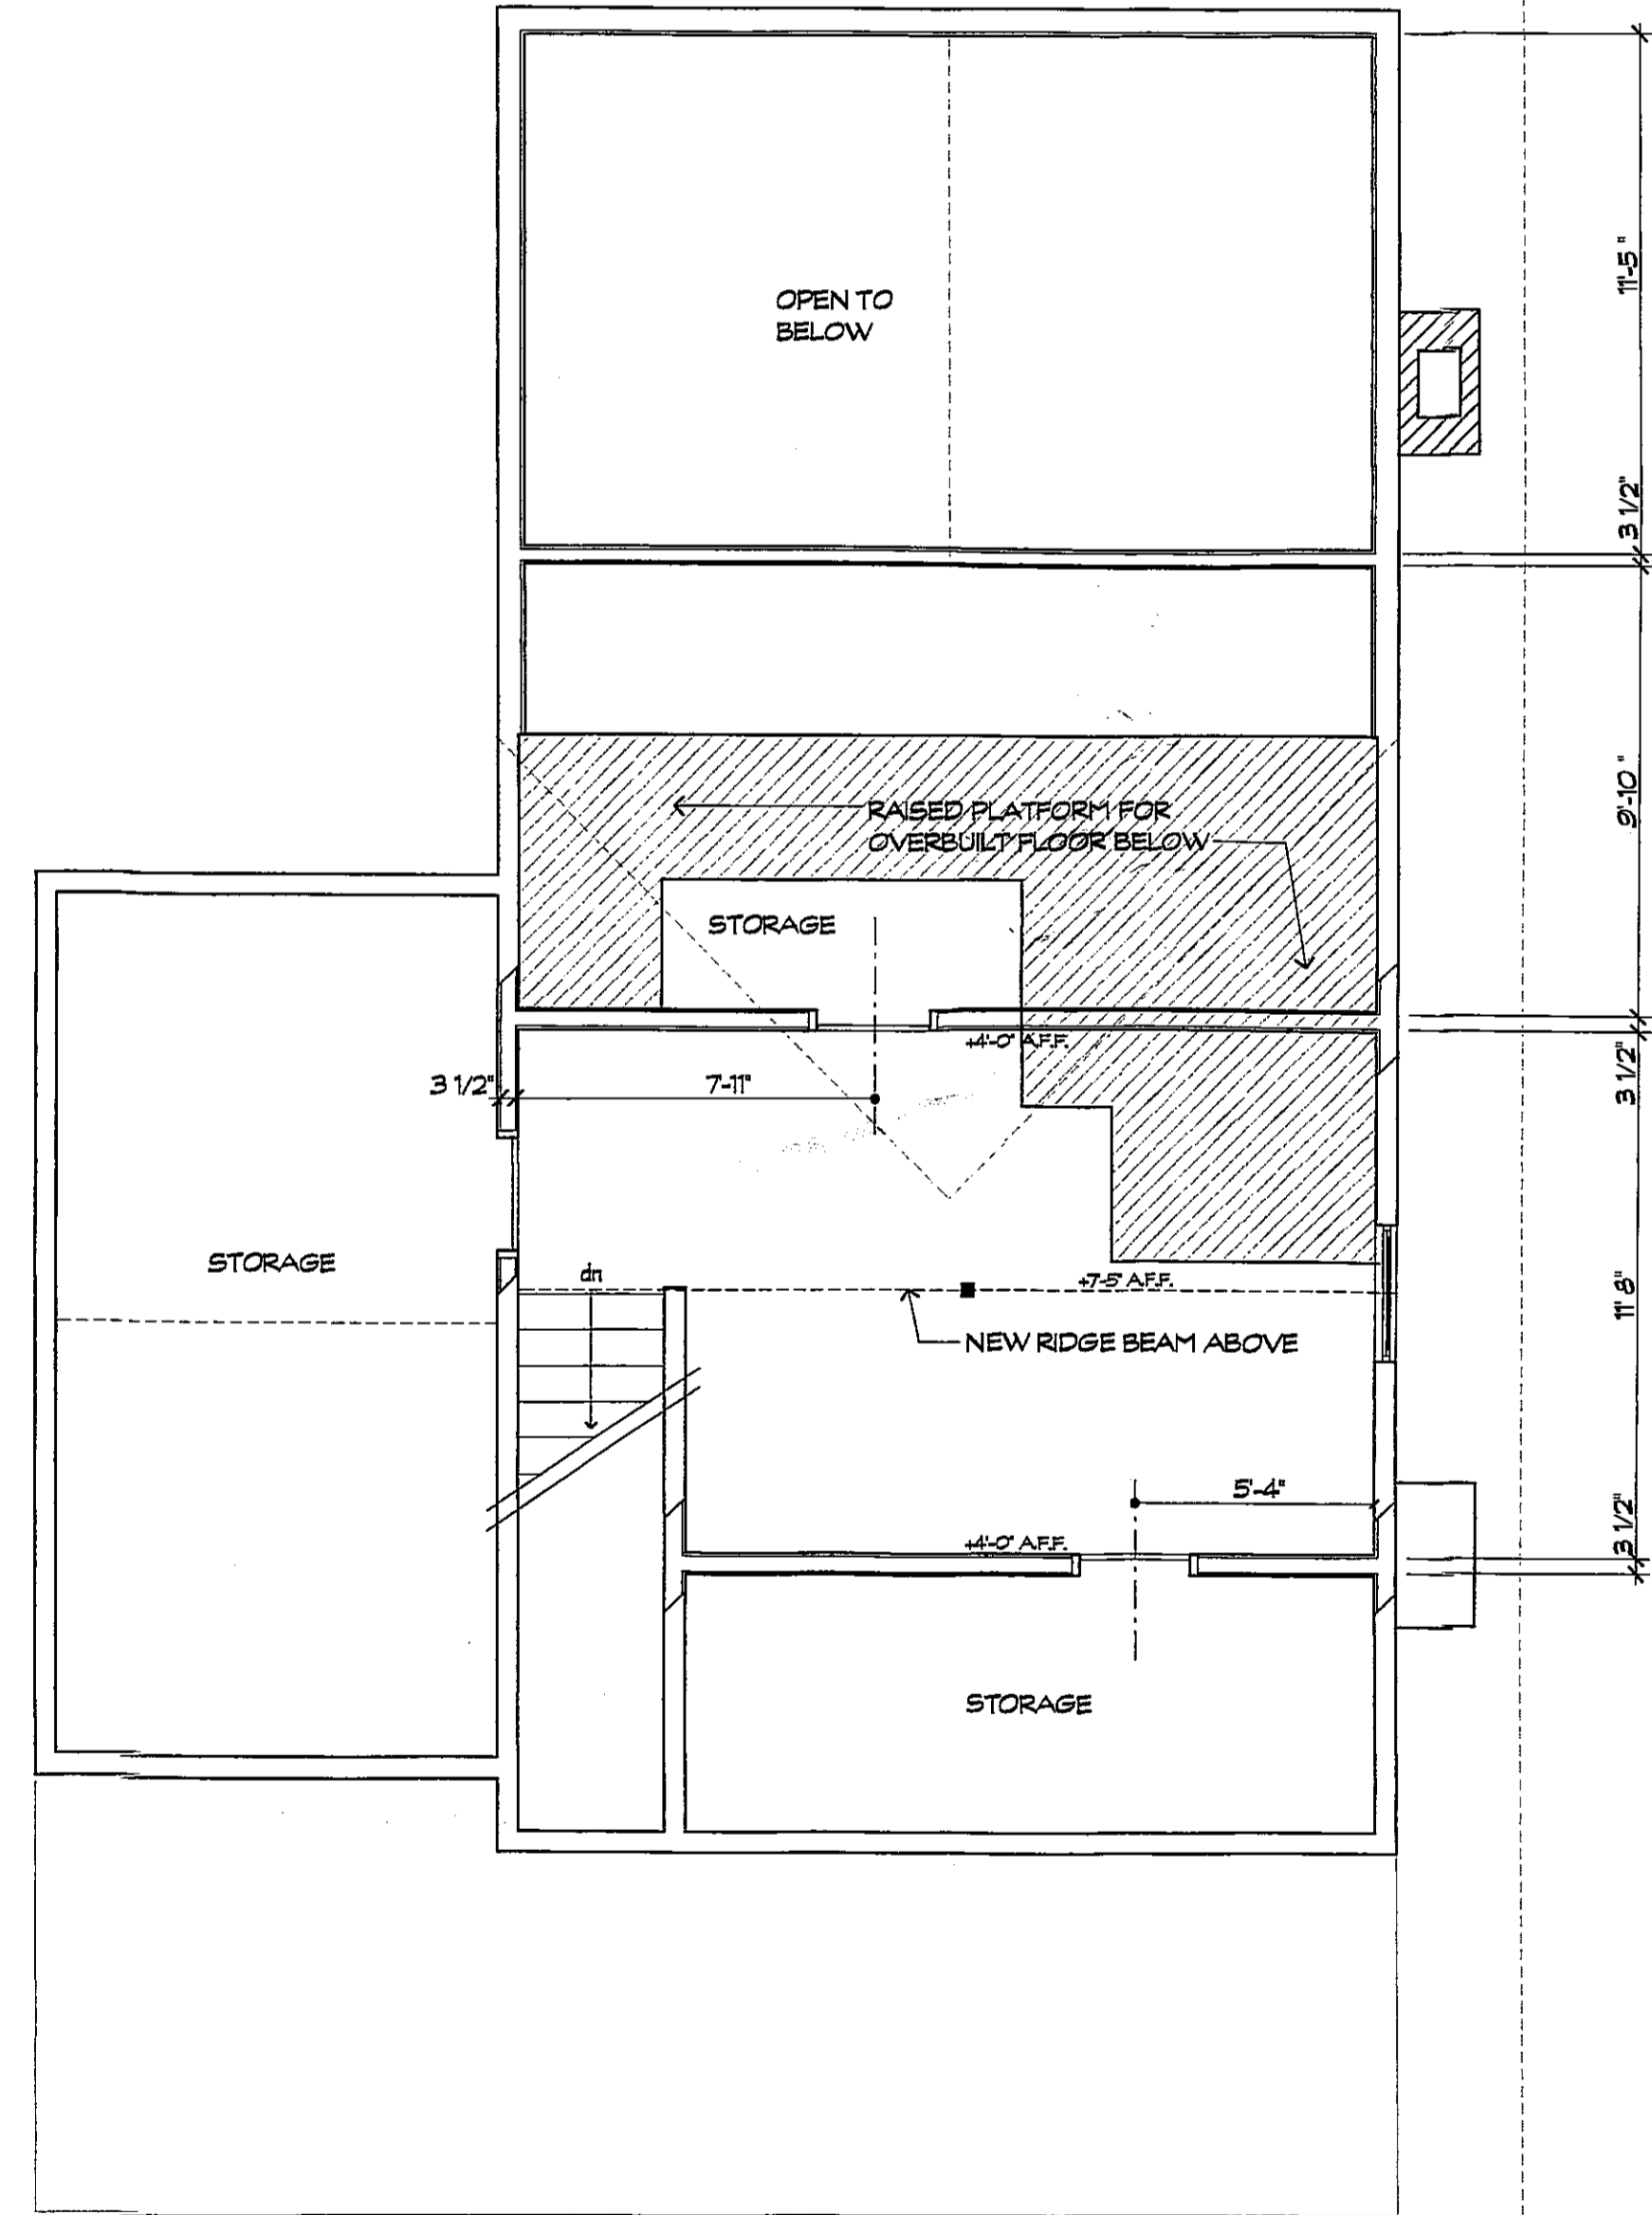 OPEN TO
BELOW
11'-5"
3 1/2"
RAISED PLATFORM FOR
OVERBUILT FLOOR BELOW
9'-10"
STORAGE
+4'-0" A.F.F.
3 1/2"
7'-11"
3 1/2"
STORAGE
dn
+7'-5" A.F.F.
11' 8"
NEW RIDGE BEAM ABOVE
5'-4"
+4'-0" A.F.F.
3 1/2"
STORAGE